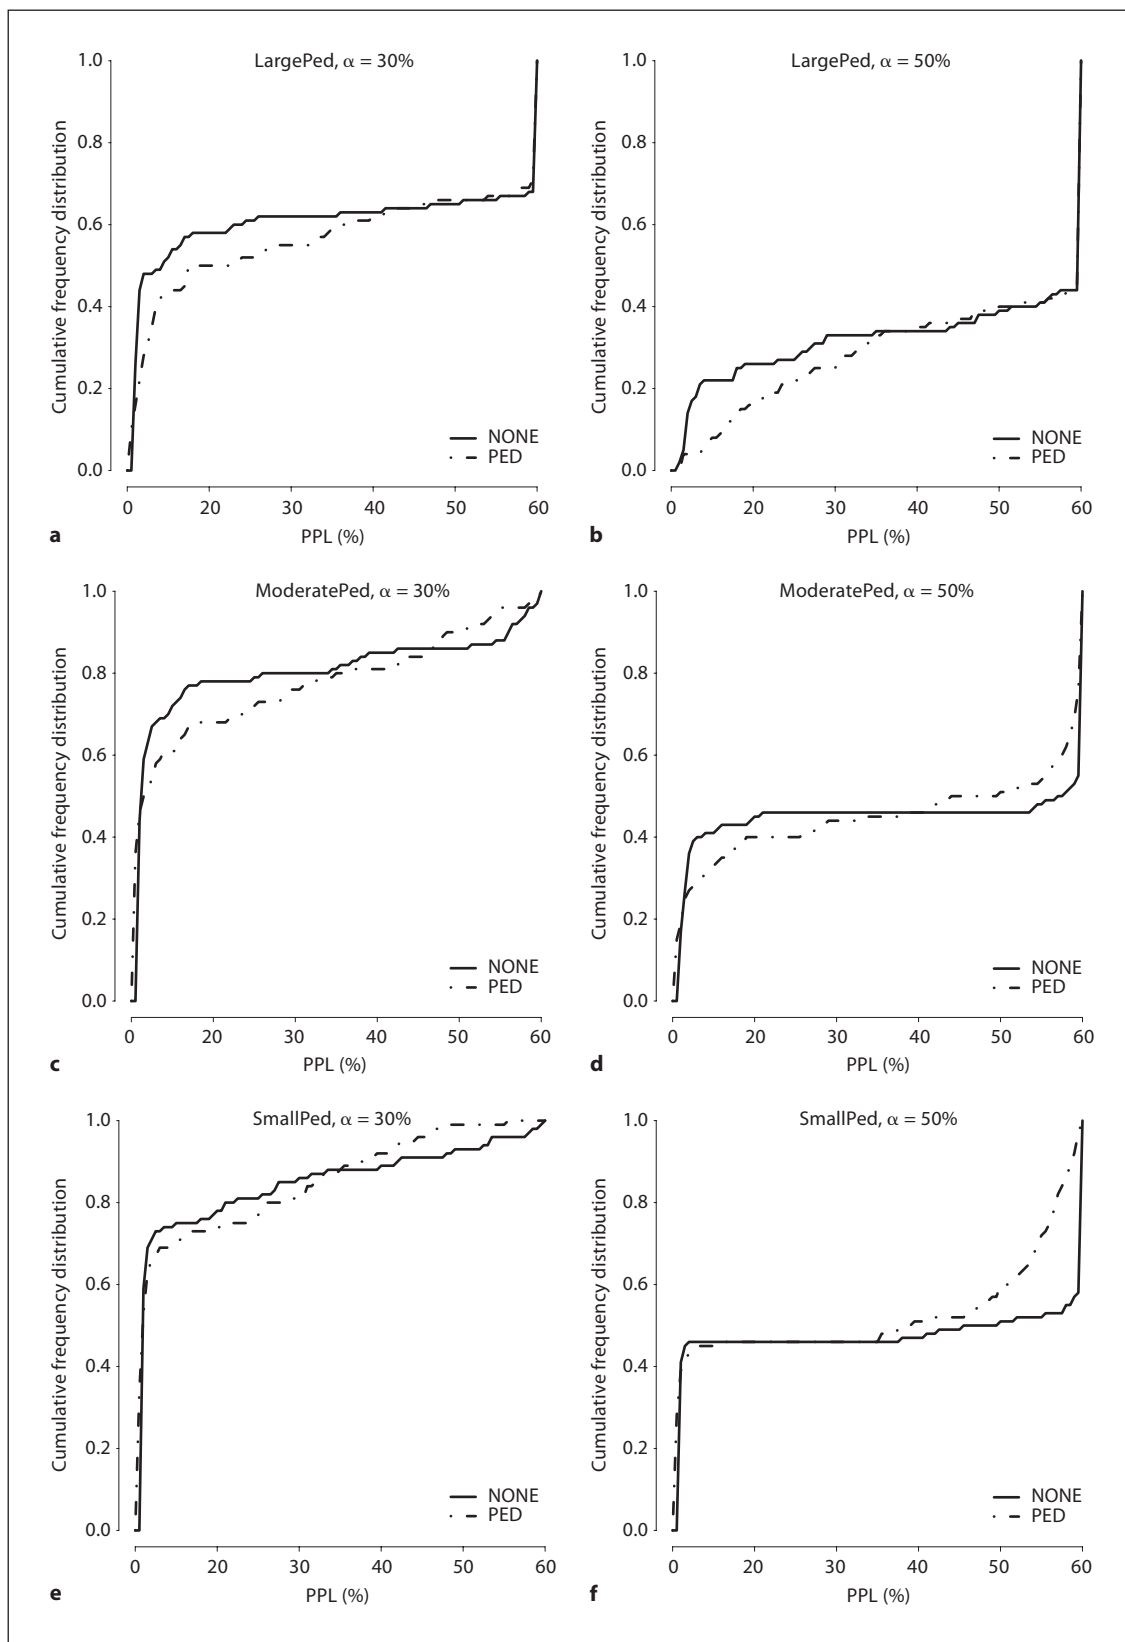 LargePed, α = 30%
Cumulative frequency distribution
1.0
0.8
0.6
0.4
0.2
0.0
NONE
PED
0 20 30 40 50 60
PPL (%)
a
LargePed, α = 50%
Cumulative frequency distribution
1.0
0.8
0.6
0.4
0.2
0.0
NONE
PED
0 20 30 40 50 60
PPL (%)
b
ModeratePed, α = 30%
Cumulative frequency distribution
1.0
0.8
0.6
0.4
0.2
0.0
NONE
PED
0 20 30 40 50 60
PPL (%)
c
ModeratePed, α = 50%
Cumulative frequency distribution
1.0
0.8
0.6
0.4
0.2
0.0
NONE
PED
0 20 30 40 50 60
PPL (%)
d
SmallPed, α = 30%
Cumulative frequency distribution
1.0
0.8
0.6
0.4
0.2
0.0
NONE
PED
0 20 30 40 50 60
PPL (%)
e
SmallPed, α = 50%
Cumulative frequency distribution
1.0
0.8
0.6
0.4
0.2
0.0
NONE
PED
0 20 30 40 50 60
PPL (%)
f